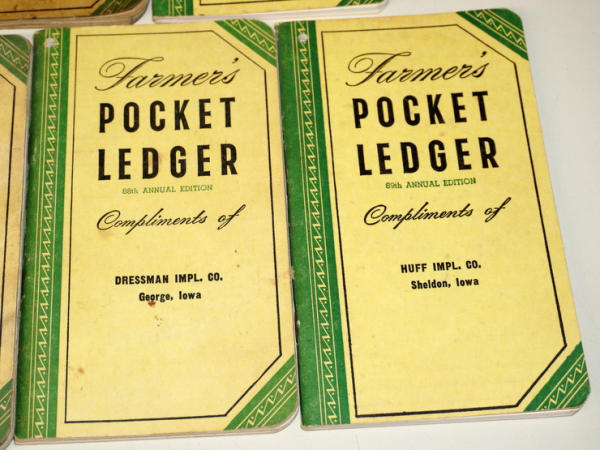 Farmer's
POCKET
LEDGER
88th ANNUAL EDITION
Compliments of
DRESSMAN IMPL. CO.
George, Iowa
Farmer's
POCKET
LEDGER
89th ANNUAL EDITION
Compliments of
HUFF IMPL. CO.
Sheldon, Iowa